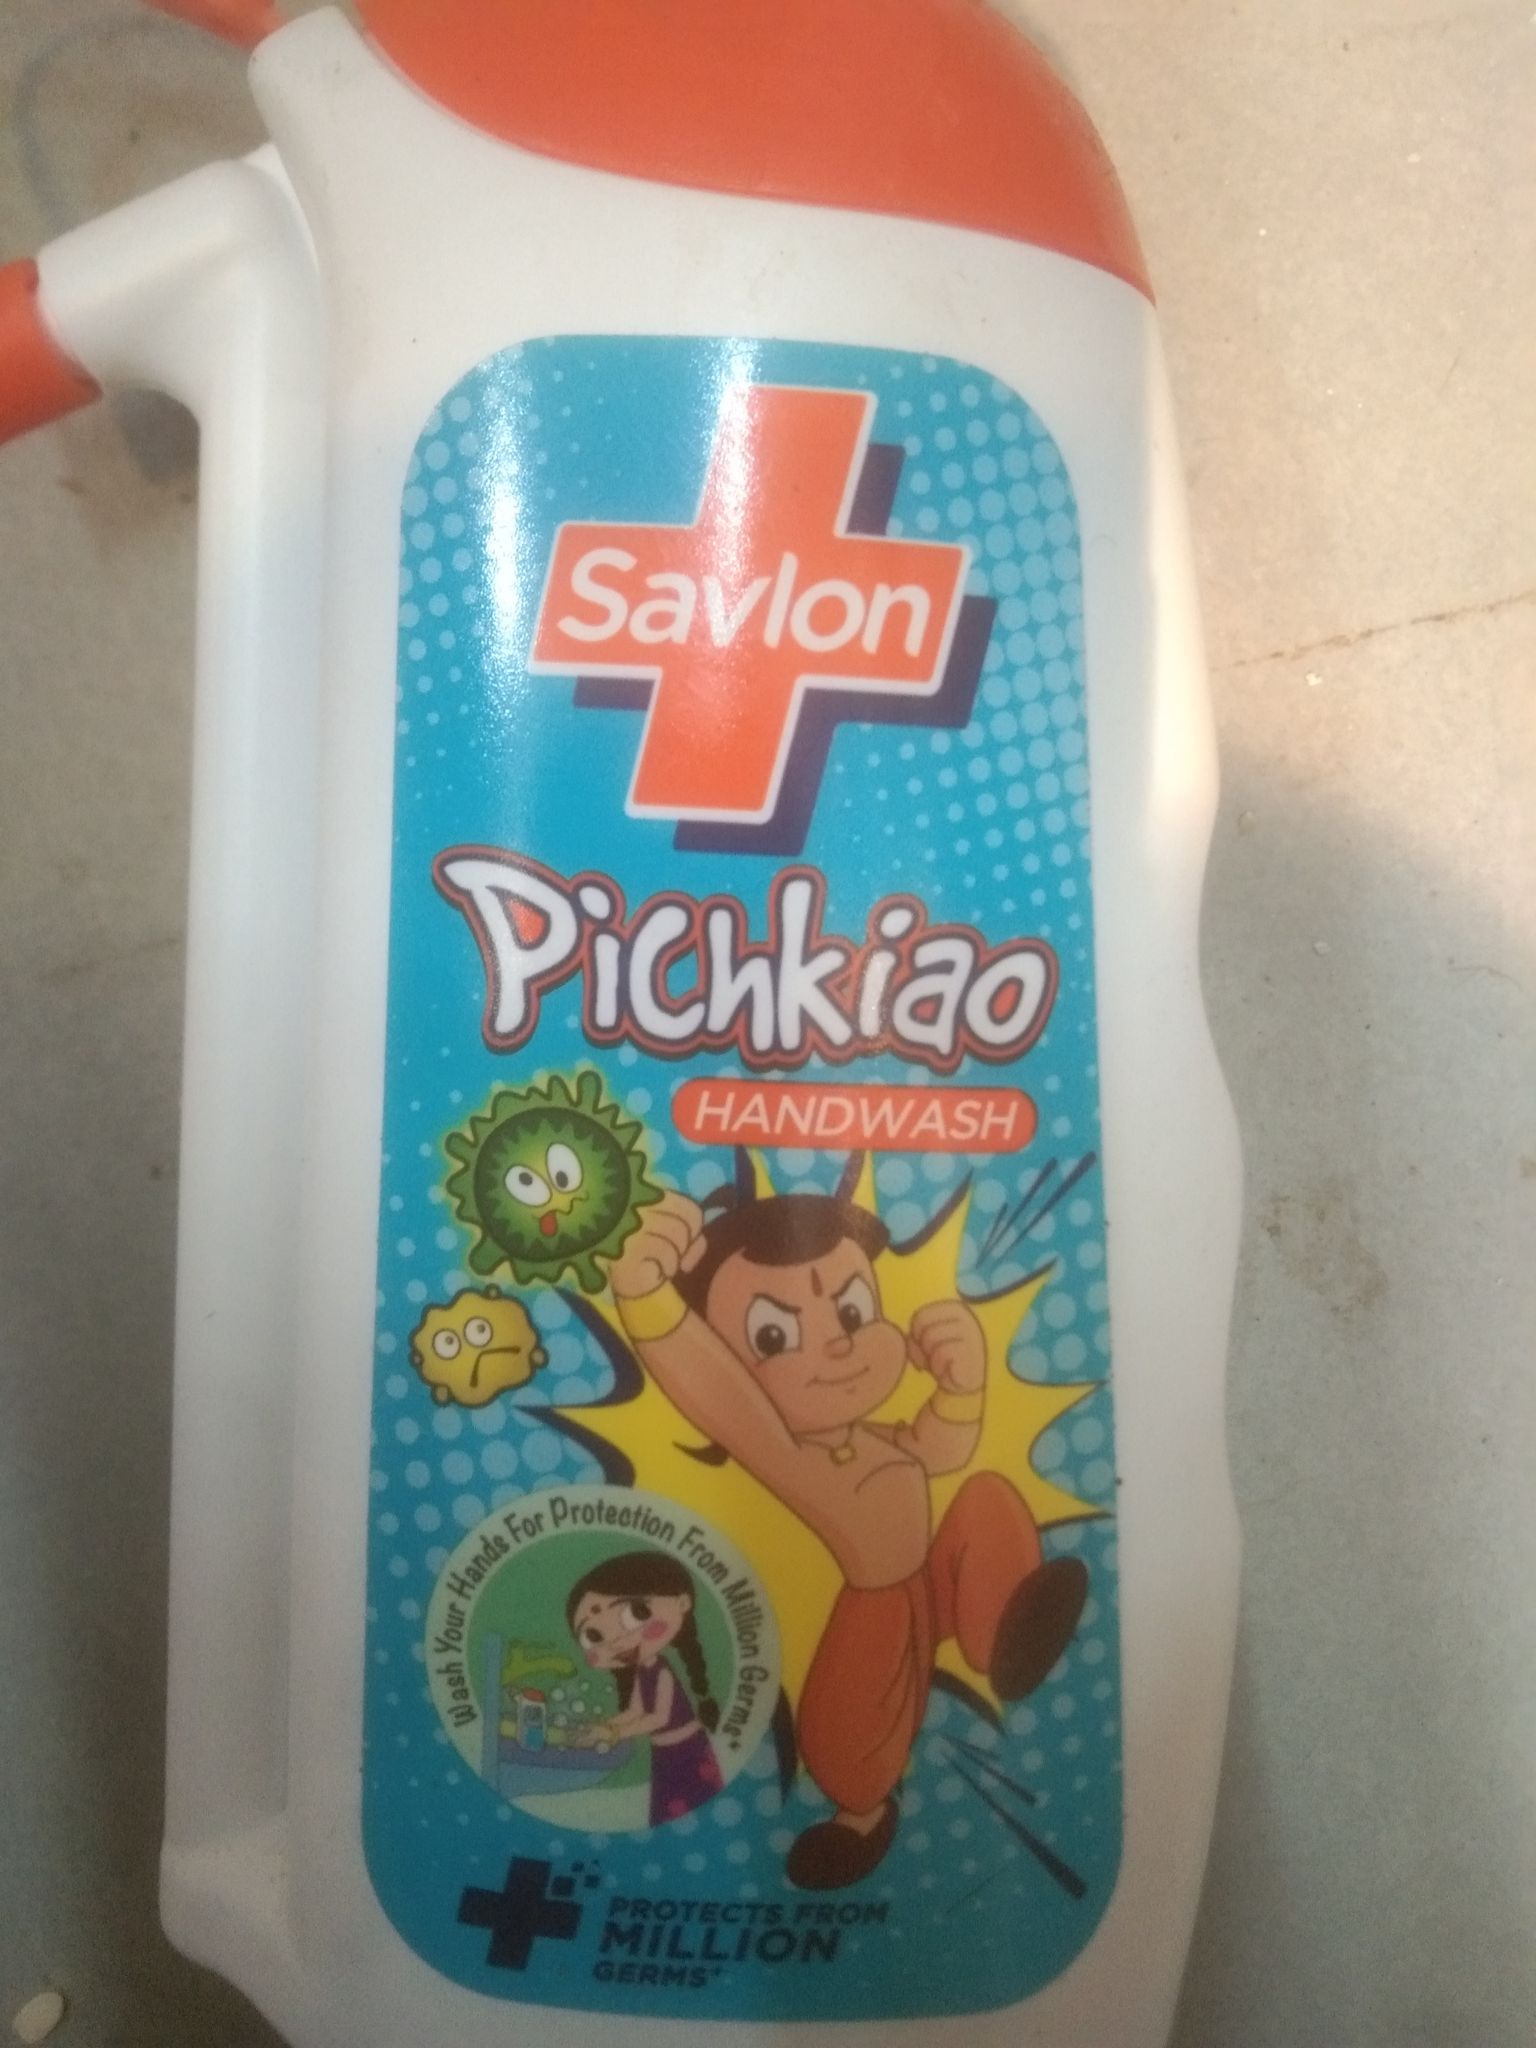 Savlon
Pichkiao
HANDWASH
Wash Your Hands For Protection From Million Germs*
PROTECTS FROM
MILLION
GERMS*